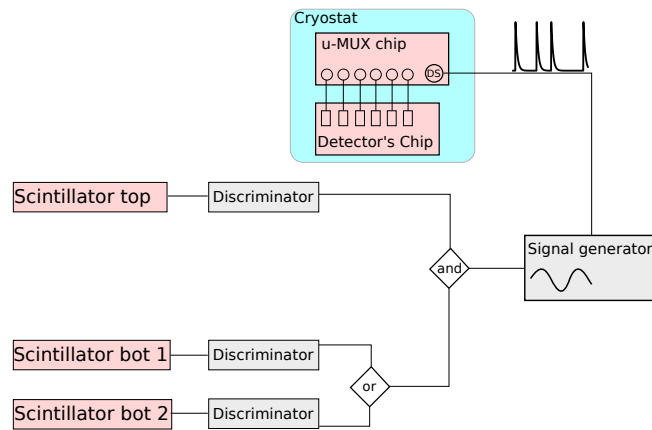 Cryostat
u-MUX chip
DS
Detector's Chip
Scintillator top
Discriminator
and
Signal generator
Scintillator bot 1
Discriminator
or
Scintillator bot 2
Discriminator